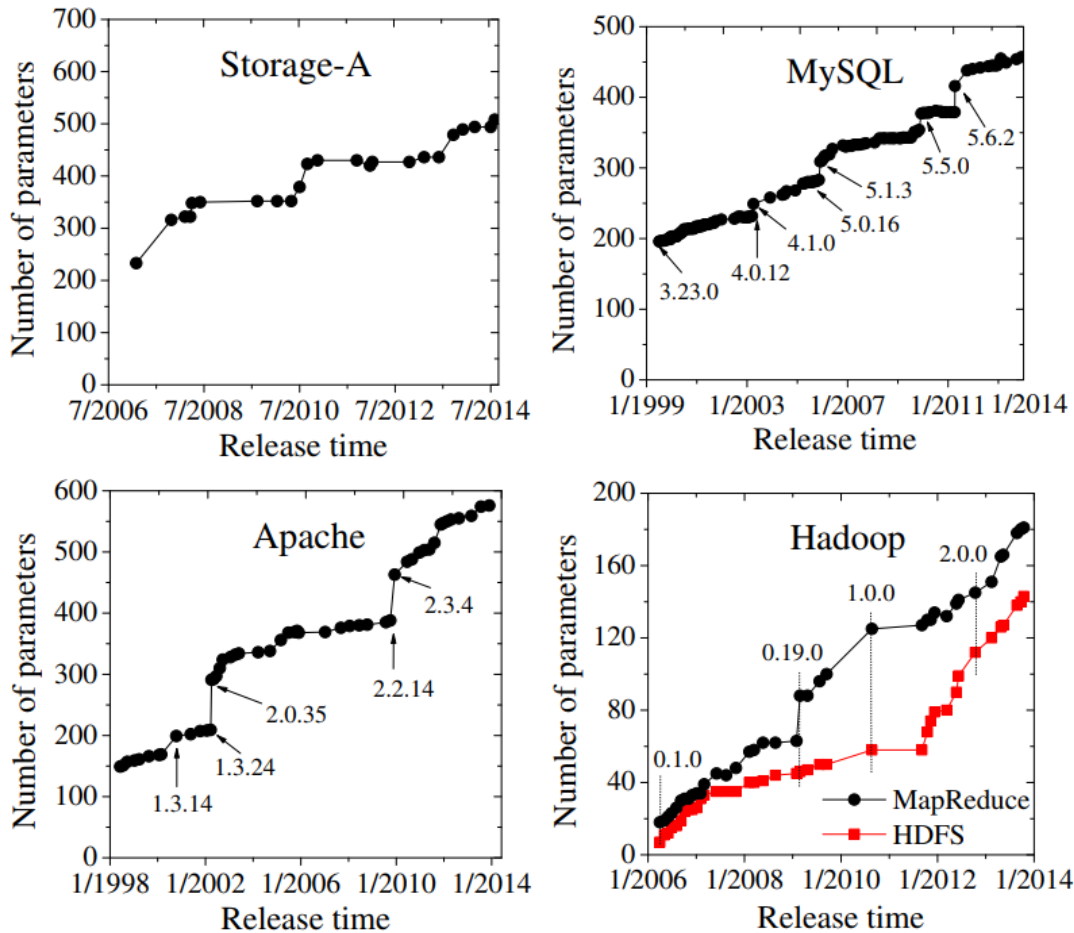 Storage-A
Number of parameters
700
600
500
400
300
200
100
0
7/2006 7/2008 7/2010 7/2012 7/2014
Release time
MySQL
Number of parameters
500
400
300
200
100
0
5.6.2
5.5.0
5.1.3
5.0.16
4.1.0
4.0.12
3.23.0
1/1999 1/2003 1/2007 1/2011 1/2014
Release time
Apache
Number of parameters
600
500
400
300
200
100
0
2.3.4
2.2.14
2.0.35
1.3.24
1.3.14
1/1998 1/2002 1/2006 1/2010 1/2014
Release time
Hadoop
Number of parameters
200
160
120
80
40
0
2.0.0
1.0.0
0.19.0
0.1.0
MapReduce
HDFS
1/2006 1/2008 1/2010 1/2012 1/2014
Release time